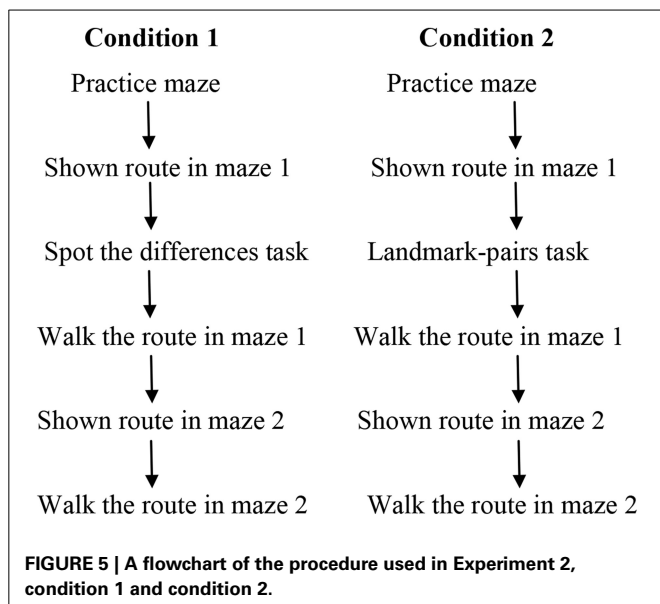 Condition 1
Practice maze
Shown route in maze 1
Spot the differences task
Walk the route in maze 1
Shown route in maze 2
Walk the route in maze 2
Condition 2
Practice maze
Shown route in maze 1
Landmark-pairs task
Walk the route in maze 1
Shown route in maze 2
Walk the route in maze 2
FIGURE 5 | A flowchart of the procedure used in Experiment 2,
condition 1 and condition 2.